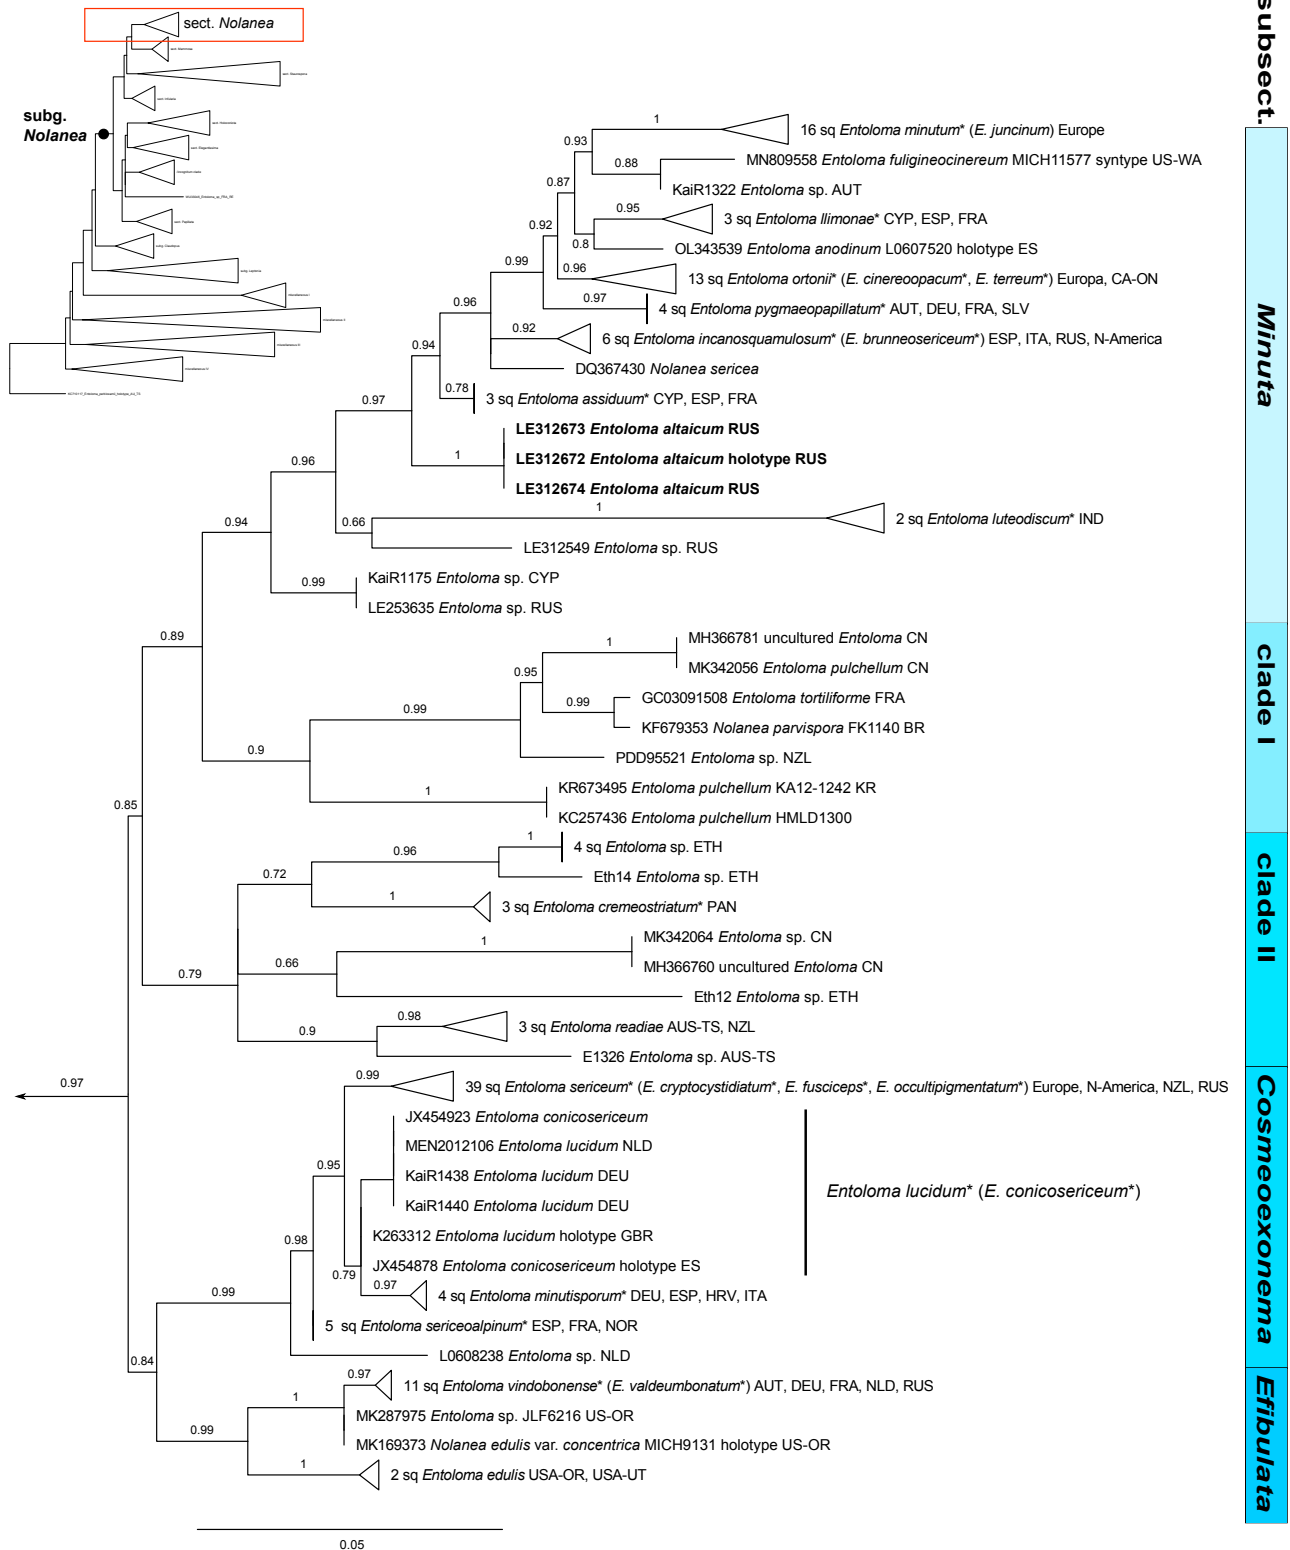 sect. Nolanea
subg.
Nolanea
subsect.
0.93
1
16 sq Entoloma minutum* (E. juncinum) Europe
0.88
MN809558 Entoloma fuligineocinereum MICH11577 syntype US-WA
KaiR1322 Entoloma sp. AUT
0.87
0.95
3 sq Entoloma llimonae* CYP, ESP, FRA
0.8
OL343539 Entoloma anodinum L0607520 holotype ES
0.92
0.96
13 sq Entoloma ortonii* (E. cinereoopacum*, E. terreum*) Europa, CA-ON
0.99
0.97
4 sq Entoloma pygmaeopapillatum* AUT, DEU, FRA, SLV
0.96
0.92
6 sq Entoloma incanosquamulosum* (E. brunneosericeum*) ESP, ITA, RUS, N-America
DQ367430 Nolanea sericea
0.94
0.78
3 sq Entoloma assiduum* CYP, ESP, FRA
0.97
LE312673 Entoloma altaicum RUS
1
LE312672 Entoloma altaicum holotype RUS
LE312674 Entoloma altaicum RUS
0.96
0.66
1
2 sq Entoloma luteodiscum* IND
LE312549 Entoloma sp. RUS
0.94
0.99
KaiR1175 Entoloma sp. CYP
LE253635 Entoloma sp. RUS
Minuta
0.89
1
MH366781 uncultured Entoloma CN
MK342056 Entoloma pulchellum CN
0.95
0.99
GC03091508 Entoloma tortiliforme FRA
KF679353 Nolanea parvispora FK1140 BR
0.99
PDD95521 Entoloma sp. NZL
0.9
1
KR673495 Entoloma pulchellum KA12-1242 KR
KC257436 Entoloma pulchellum HMLD1300
clade I
0.85
1
4 sq Entoloma sp. ETH
0.96
Eth14 Entoloma sp. ETH
0.72
1
3 sq Entoloma cremeostriatum* PAN
1
MK342064 Entoloma sp. CN
MH366760 uncultured Entoloma CN
0.66
0.79
Eth12 Entoloma sp. ETH
0.98
3 sq Entoloma readiae AUS-TS, NZL
0.9
E1326 Entoloma sp. AUS-TS
clade II
0.97
0.99
39 sq Entoloma sericeum* (E. cryptocystidiatum*, E. fusciceps*, E. occultipigmentatum*) Europe, N-America, NZL, RUS
JX454923 Entoloma conicosericeum
MEN2012106 Entoloma lucidum NLD
0.95
KaiR1438 Entoloma lucidum DEU
KaiR1440 Entoloma lucidum DEU
Entoloma lucidum* (E. conicosericeum*)
K263312 Entoloma lucidum holotype GBR
0.98
JX454878 Entoloma conicosericeum holotype ES
0.79
0.97
4 sq Entoloma minutisporum* DEU, ESP, HRV, ITA
0.99
5 sq Entoloma sericeoalpinum* ESP, FRA, NOR
L0608238 Entoloma sp. NLD
Cosmeoexonema
0.84
0.97
11 sq Entoloma vindobonense* (E. valdeumbonatum*) AUT, DEU, FRA, NLD, RUS
1
MK287975 Entoloma sp. JLF6216 US-OR
0.99
MK169373 Nolanea edulis var. concentrica MICH9131 holotype US-OR
1
2 sq Entoloma edulis USA-OR, USA-UT
Efibulata
0.05